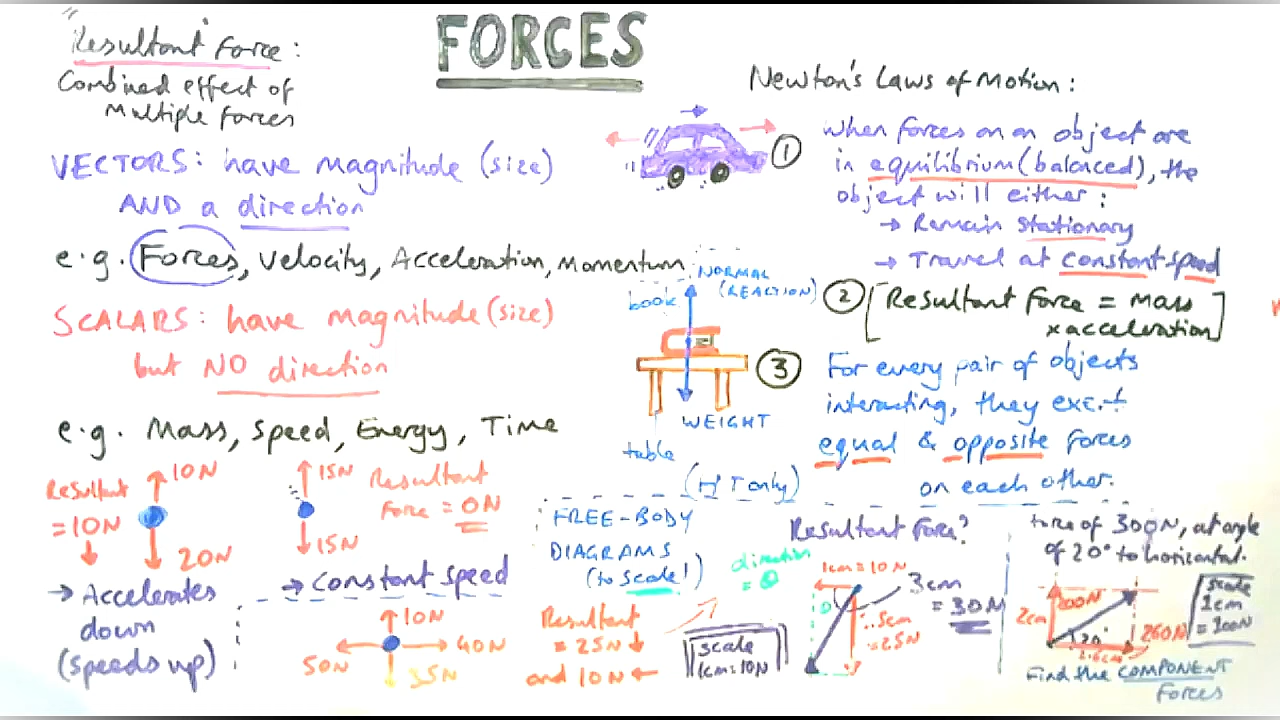 FORCES
"Resultant" Force:
Combined effect of
Multiple forces
VECTORS: have magnitude (size)
AND a direction
e.g. Forces, Velocity, Acceleration, Momentum
SCALARS: have magnitude (size)
but NO direction
e.g. Mass, Speed, Energy, Time
Resultant
= 10N
10N
20N
→ Accelerates
down
(speeds up)
15N
15N
Resultant
Force = 0N
→ Constant speed
10N
40N
50N
35N
Resultant
= 25N ↓
and 10N ←
Newton's Laws of Motion:
1
When forces on an object are
in equilibrium (balanced), the
object will either:
→ Remain stationary
→ Travel at constant speed
2
[Resultant Force = Mass
x acceleration]
NORMAL
(REACTION)
book
WEIGHT
table
3
For every pair of objects
interacting, they exert
equal & opposite forces
on each other.
(H'T only)
FREE-BODY
DIAGRAMS
(to scale!)
direction
= θ
scale
1cm = 10N
Resultant Force?
1cm = 10N
θ
3cm
= 30N
2.5cm
= 25N
Force of 300N, at angle
of 20° to horizontal.
2cm
200N
20°
2.6cm
260N
scale
1cm
= 100N
Find the COMPONENT
Forces